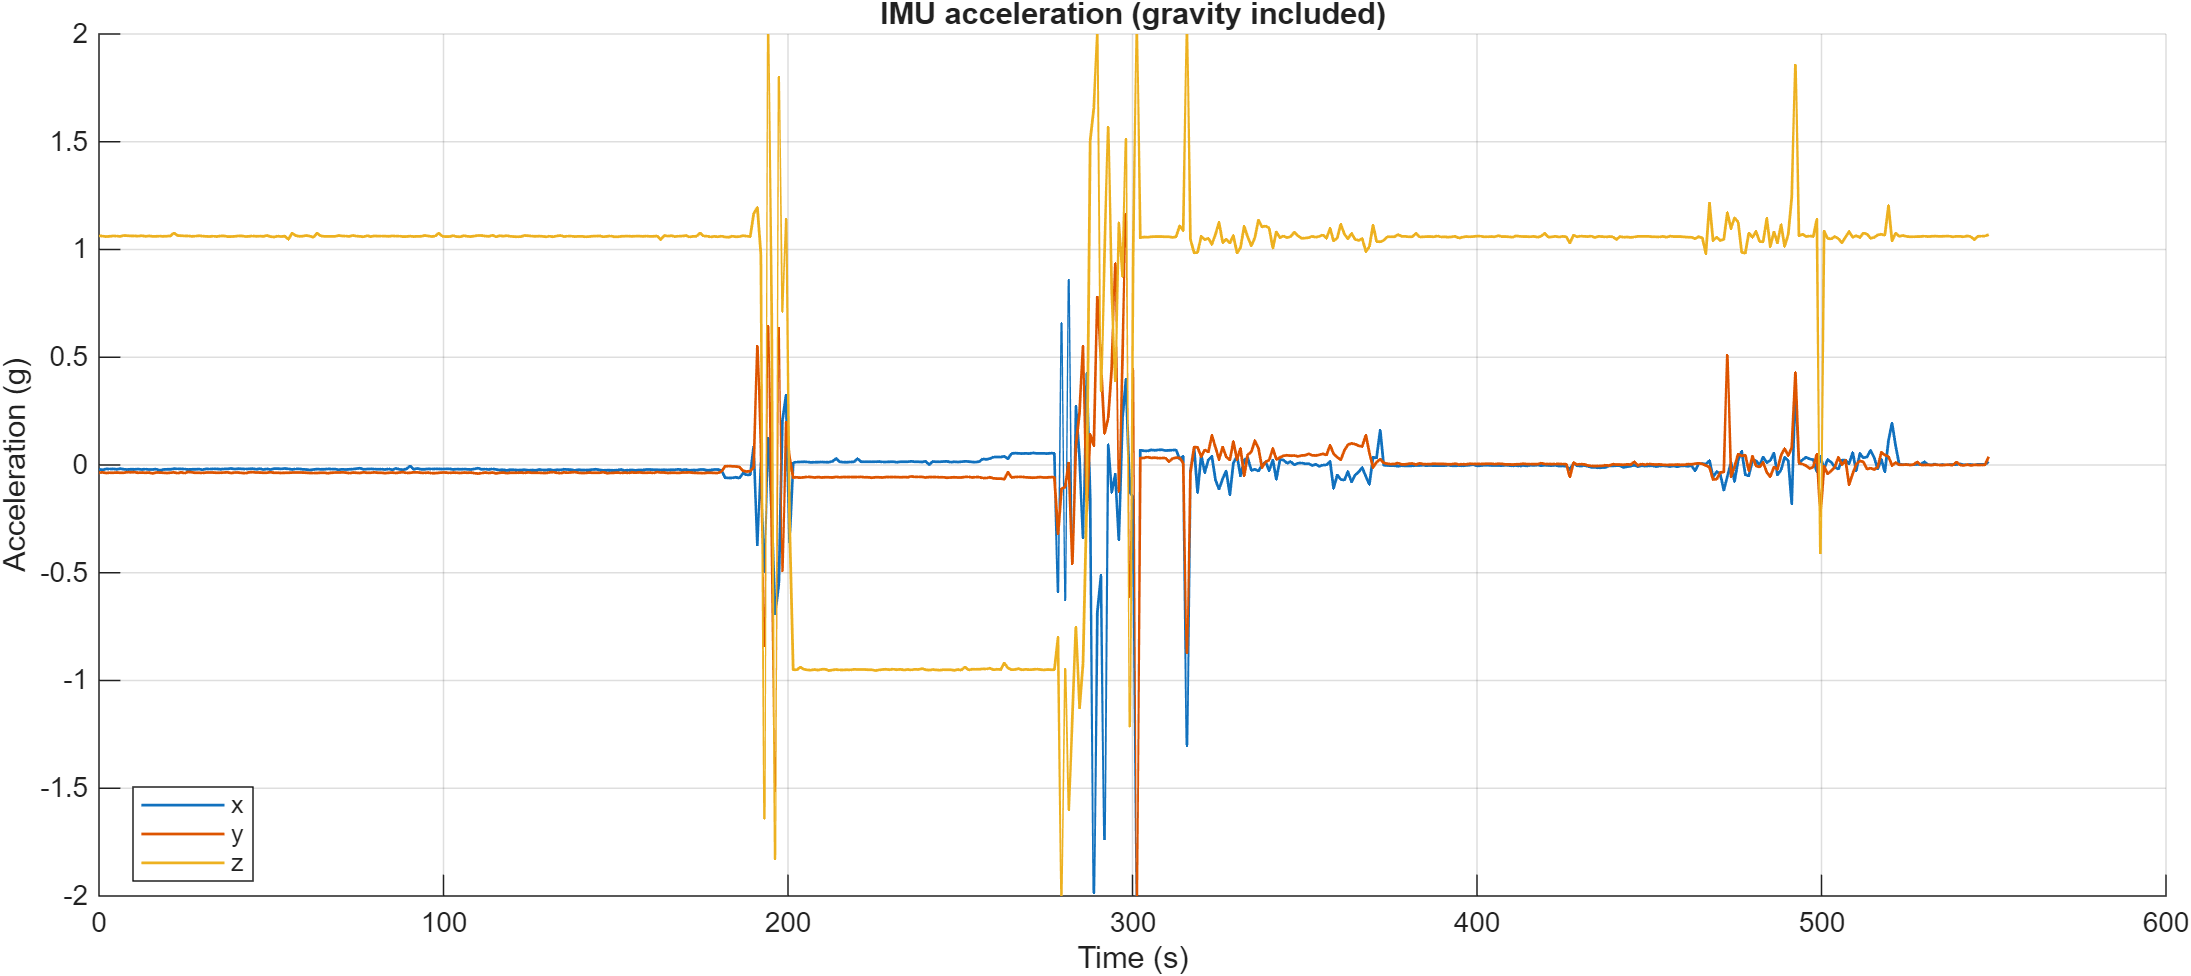 IMU acceleration (gravity included)
2
1.5
1
0.5
0
-0.5
-1
-1.5
-2
Acceleration (g)
x
y
z
0 100 200 300 400 500 600
Time (s)